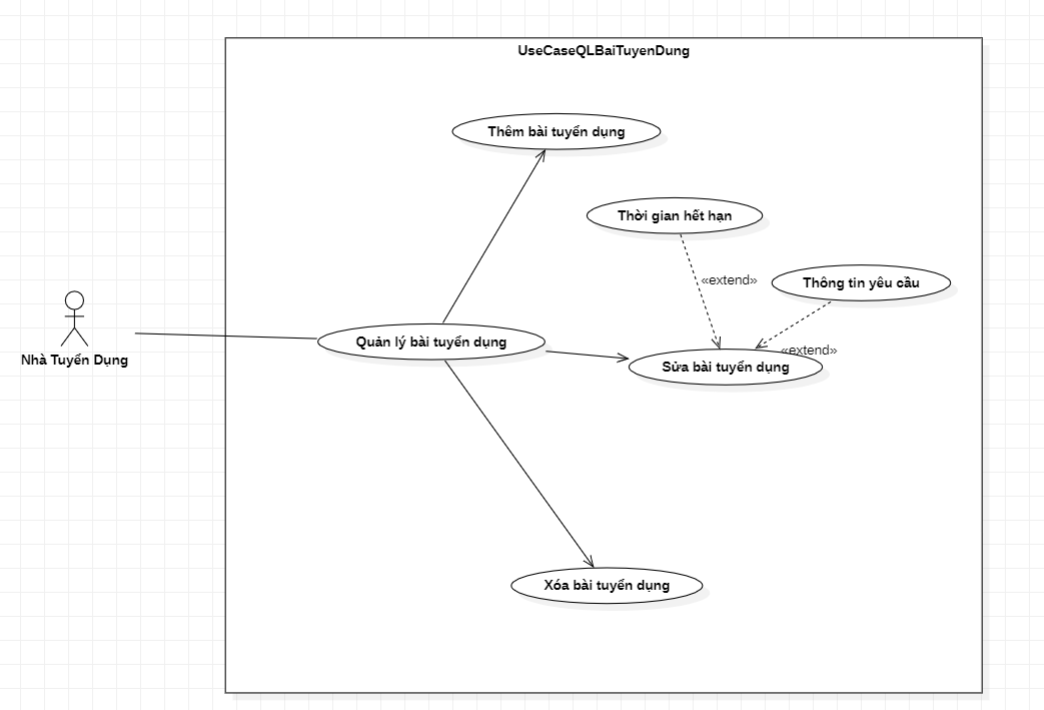 UseCaseQLBaiTuyenDung
Thêm bài tuyển dụng
Thời gian hết hạn
«extend»
Thông tin yêu cầu
Nhà Tuyển Dụng
Quản lý bài tuyển dụng
«extend»
Sửa bài tuyển dụng
Xóa bài tuyển dụng